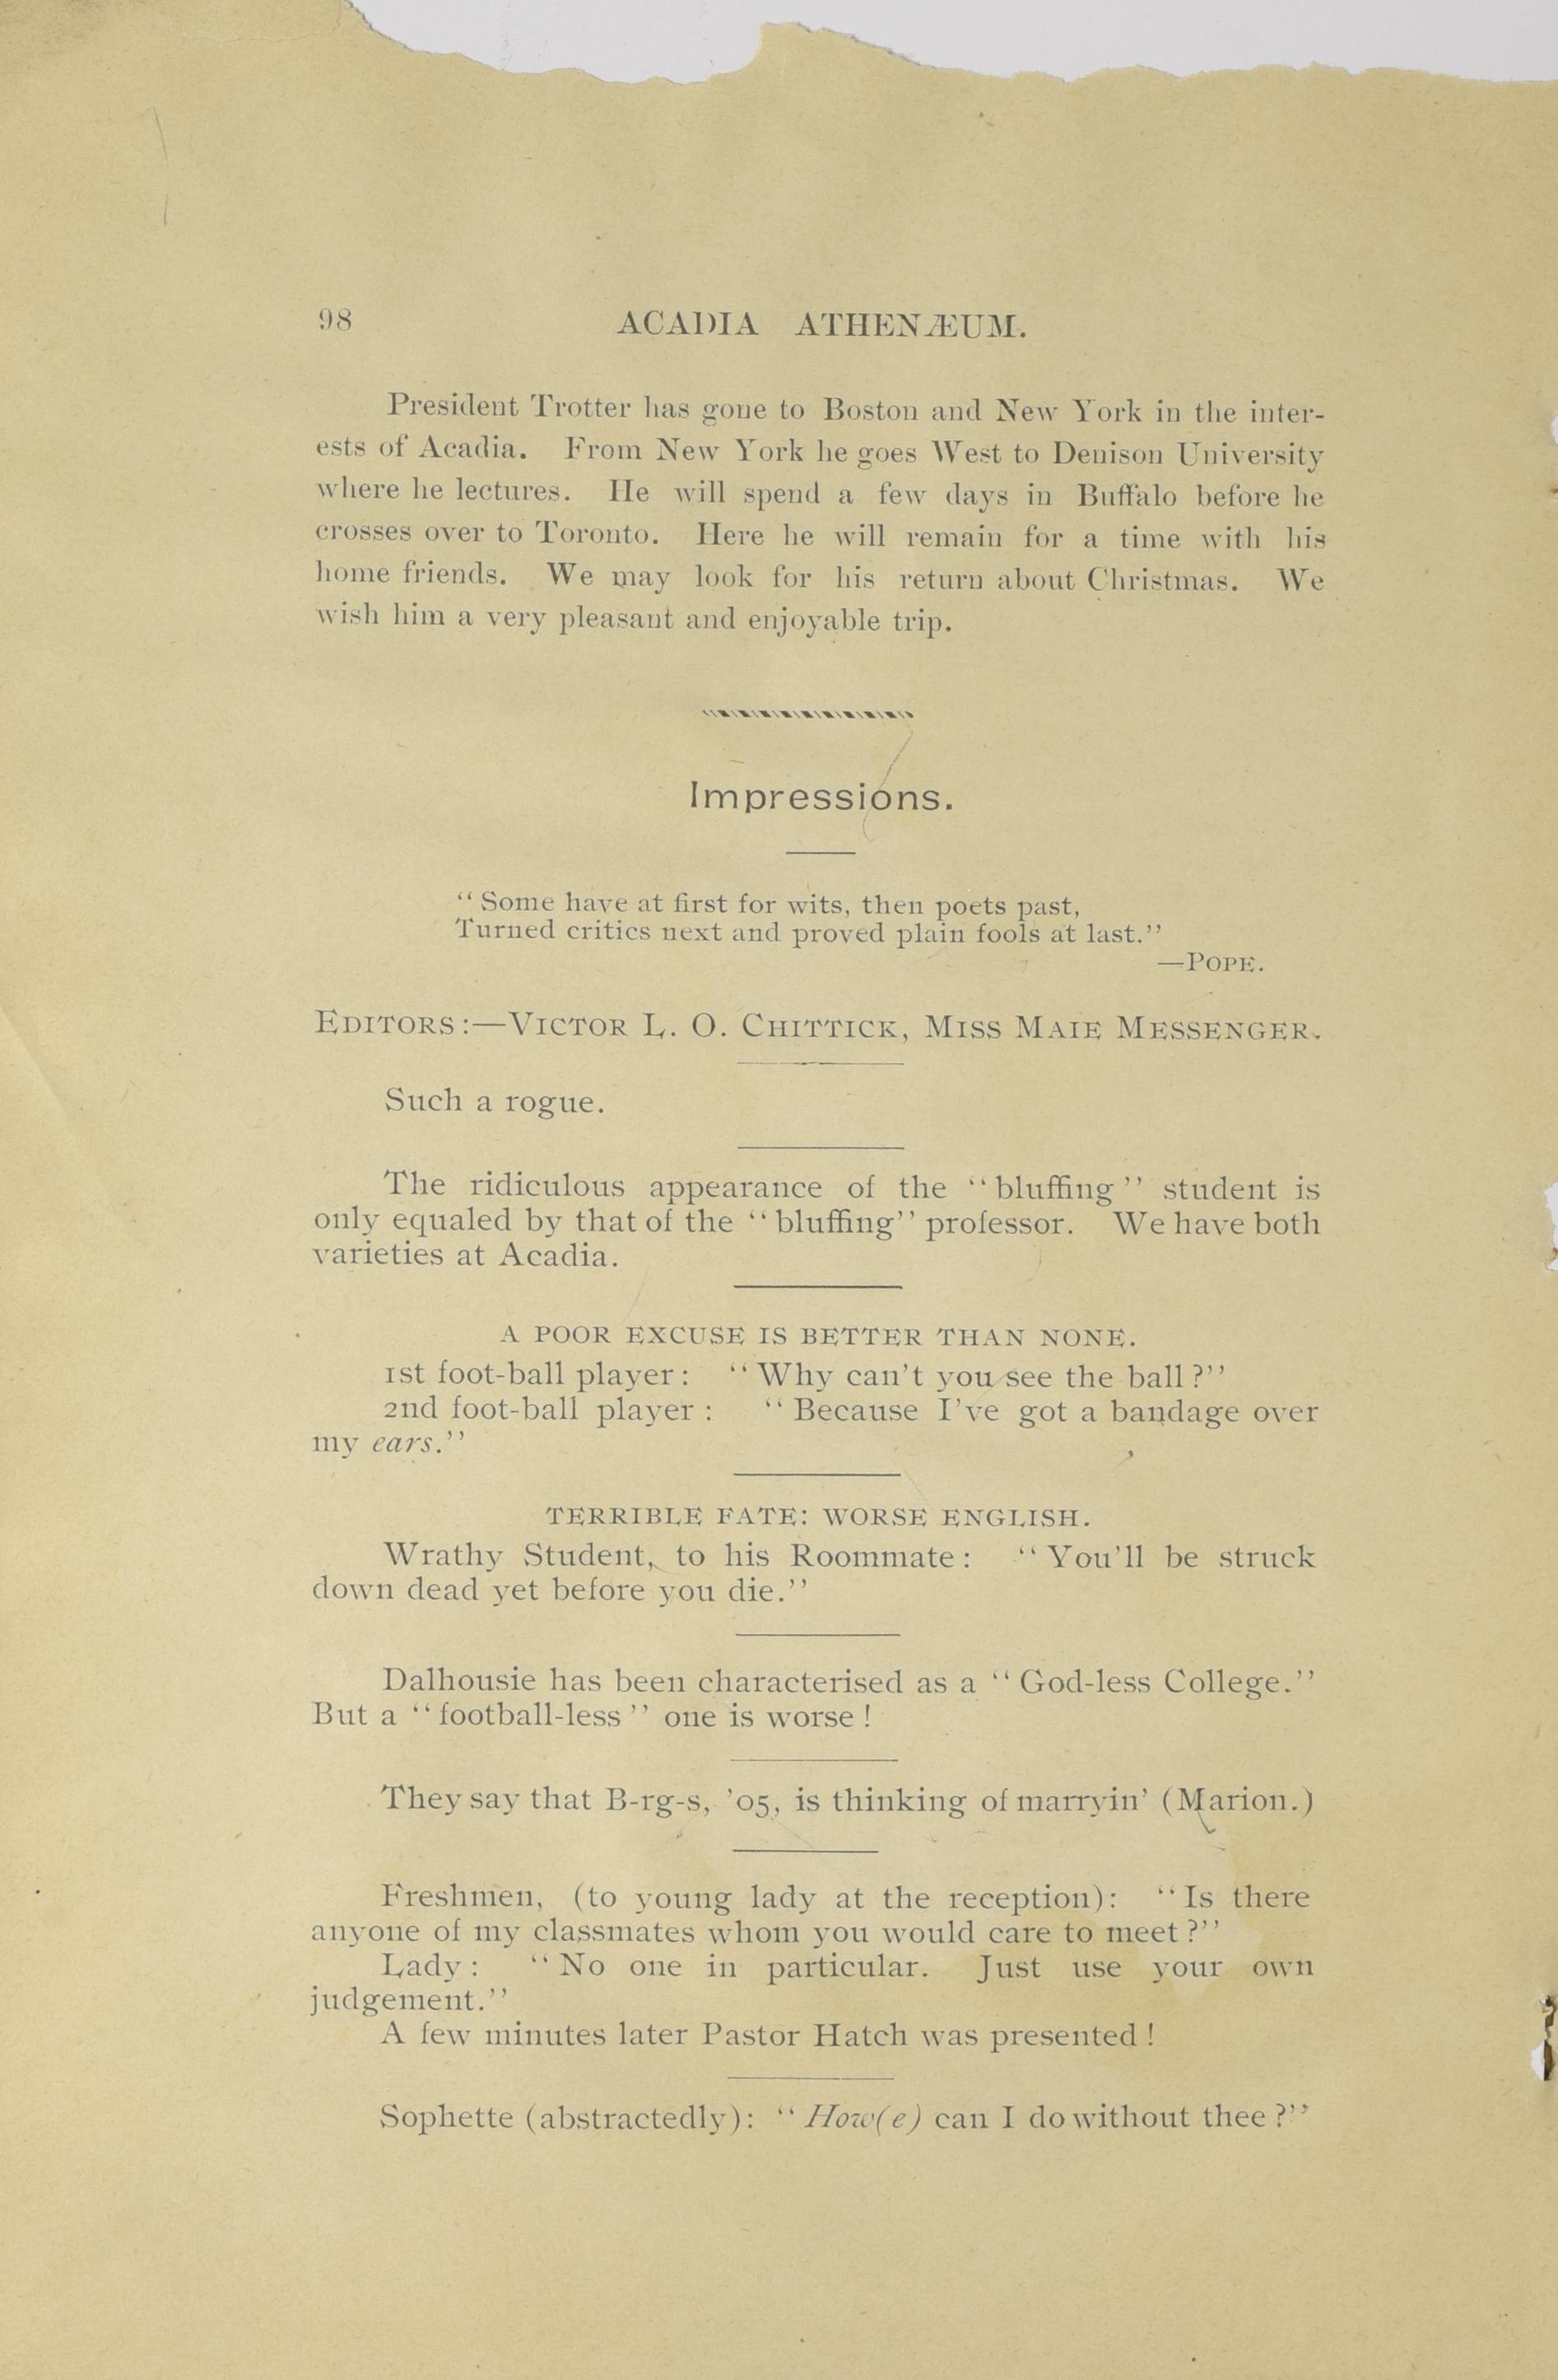 98 ACADIA ATHENÆUM.
President Trotter has gone to Boston and New York in the inter-
ests of Acadia. From New York he goes West to Denison University
where he lectures. He will spend a few days in Buffalo before he
crosses over to Toronto. Here he will remain for a time with his
home friends. We may look for his return about Christmas. We
wish him a very pleasant and enjoyable trip.
Impressions.
“Some have at first for wits, then poets past,
Turned critics next and proved plain fools at last.”
—POPE.
EDITORS:—VICTOR L. O. CHITTICK, MISS MAIE MESSENGER.
Such a rogue.
The ridiculous appearance of the “bluffing” student is
only equaled by that of the “bluffing” professor. We have both
varieties at Acadia.
A POOR EXCUSE IS BETTER THAN NONE.
1st foot-ball player: “Why can't you see the ball?”
2nd foot-ball player: “Because I've got a bandage over
my ears.”
TERRIBLE FATE: WORSE ENGLISH.
Wrathy Student, to his Roommate: “You'll be struck
down dead yet before you die.”
Dalhousie has been characterised as a “God-less College.”
But a “football-less” one is worse!
They say that B-rg-s, '05, is thinking of marryin' (Marion.)
Freshmen, (to young lady at the reception): “Is there
anyone of my classmates whom you would care to meet?”
Lady: “No one in particular. Just use your own
judgement.”
A few minutes later Pastor Hatch was presented!
Sophette (abstractedly): “How(e) can I do without thee?”